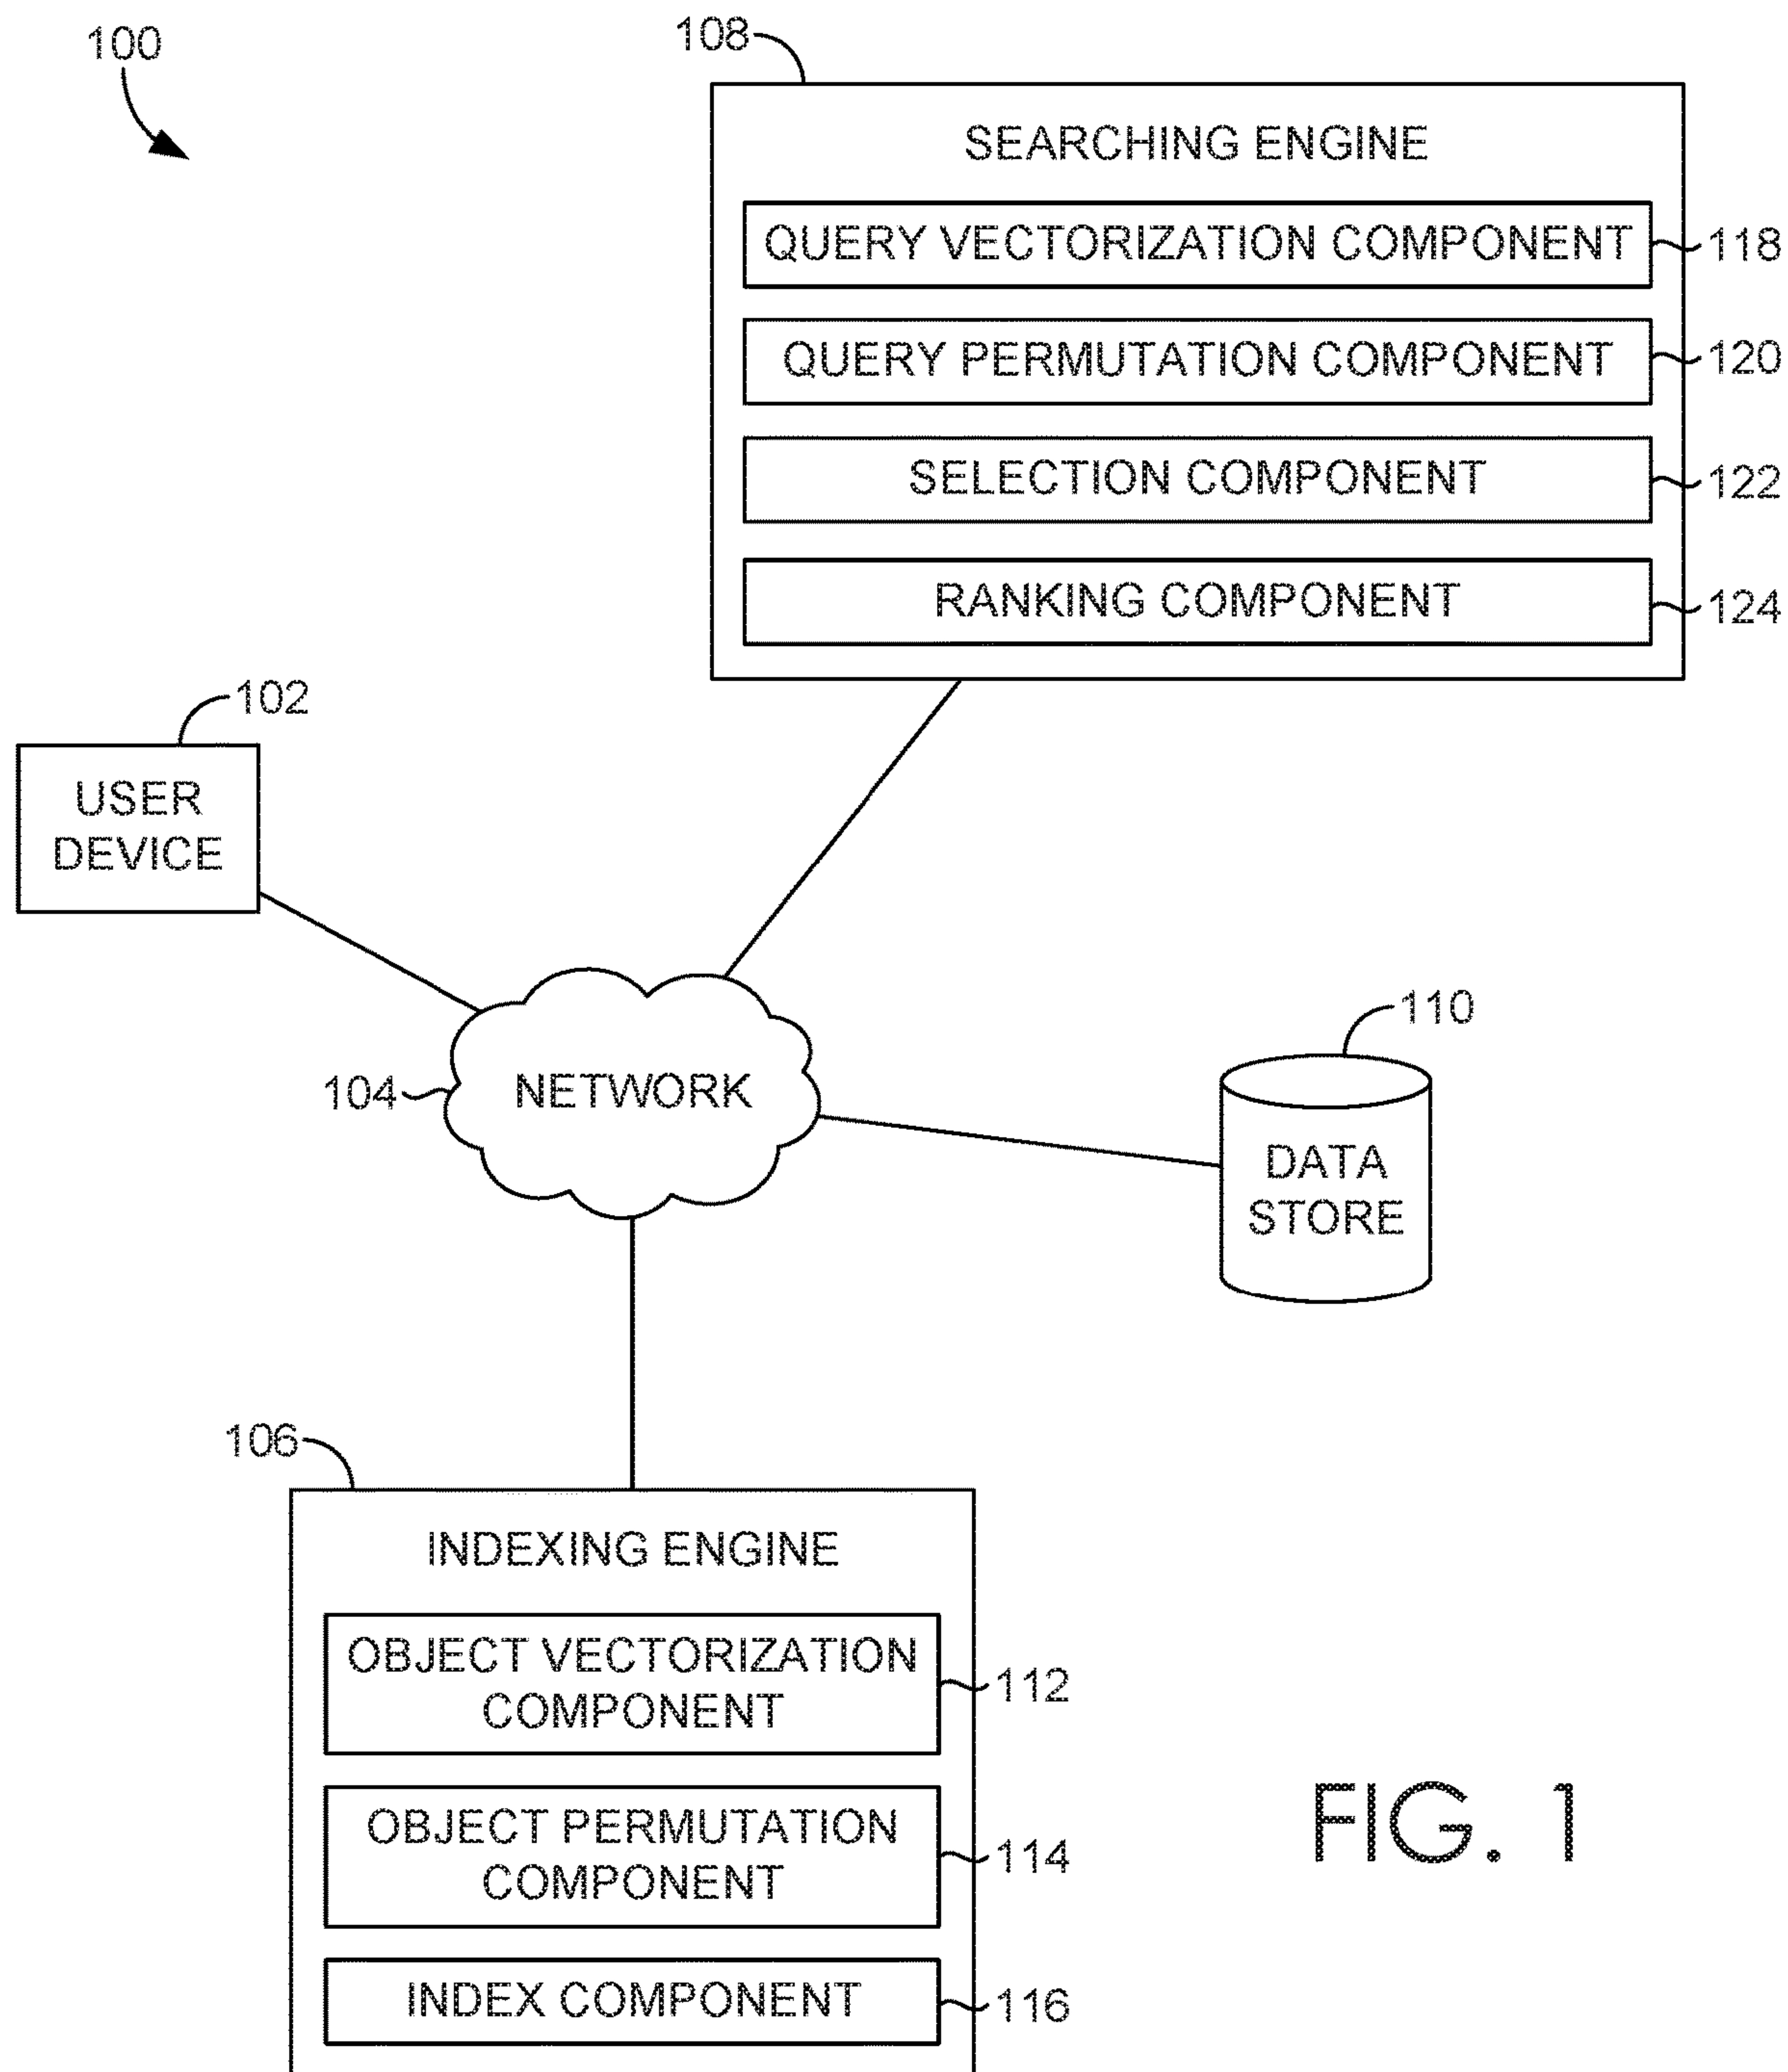 100
108
SEARCHING ENGINE
QUERY VECTORIZATION COMPONENT
118
QUERY PERMUTATION COMPONENT
120
SELECTION COMPONENT
122
RANKING COMPONENT
124
102
USER
DEVICE
104
NETWORK
110
DATA
STORE
106
INDEXING ENGINE
OBJECT VECTORIZATION
COMPONENT
112
OBJECT PERMUTATION
COMPONENT
114
INDEX COMPONENT
116
FIG. 1